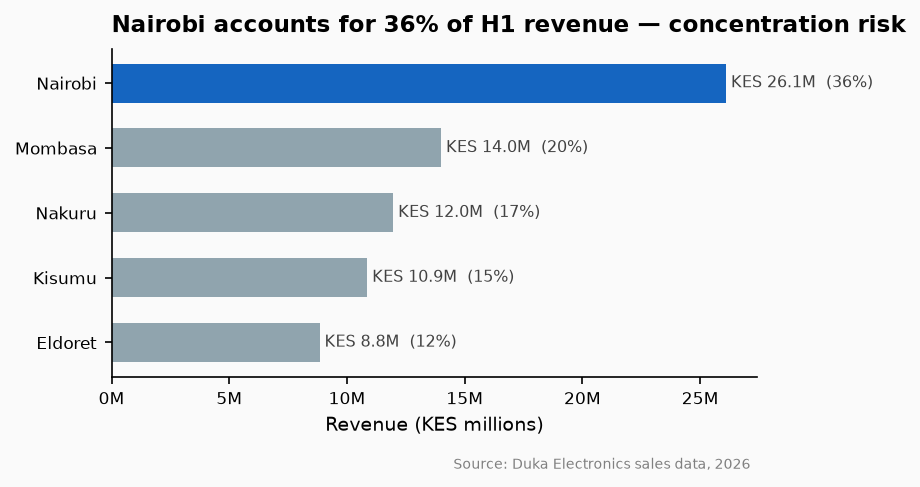 Nairobi accounts for 36% of H1 revenue — concentration risk
Nairobi KES 26.1M (36%)
Mombasa KES 14.0M (20%)
Nakuru KES 12.0M (17%)
Kisumu KES 10.9M (15%)
Eldoret KES 8.8M (12%)
0M 5M 10M 15M 20M 25M
Revenue (KES millions)
Source: Duka Electronics sales data, 2026